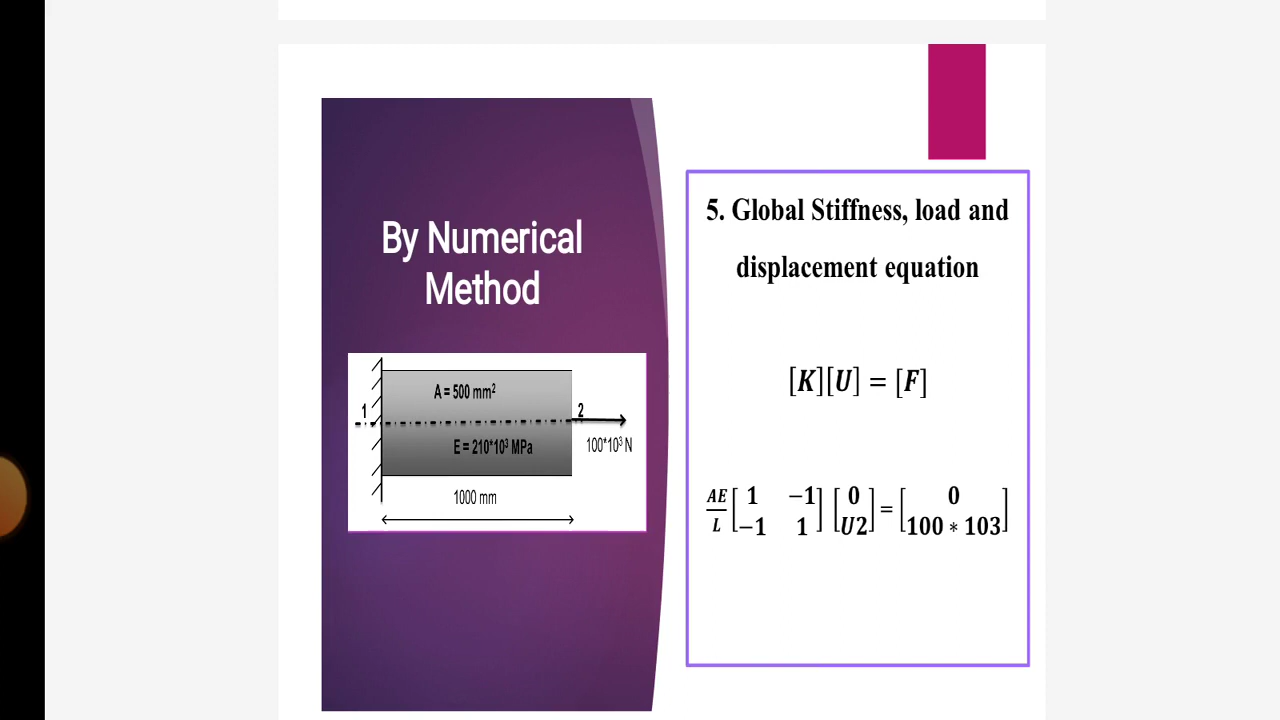 By Numerical
Method
A = 500 mm²
1
2
E = 210*10³ MPa
100*10³ N
1000 mm
5. Global Stiffness, load and
displacement equation
[K][U] = [F]
AE/L [1 −1 −1 1] [0 U2] = [0 100 ∗ 103]